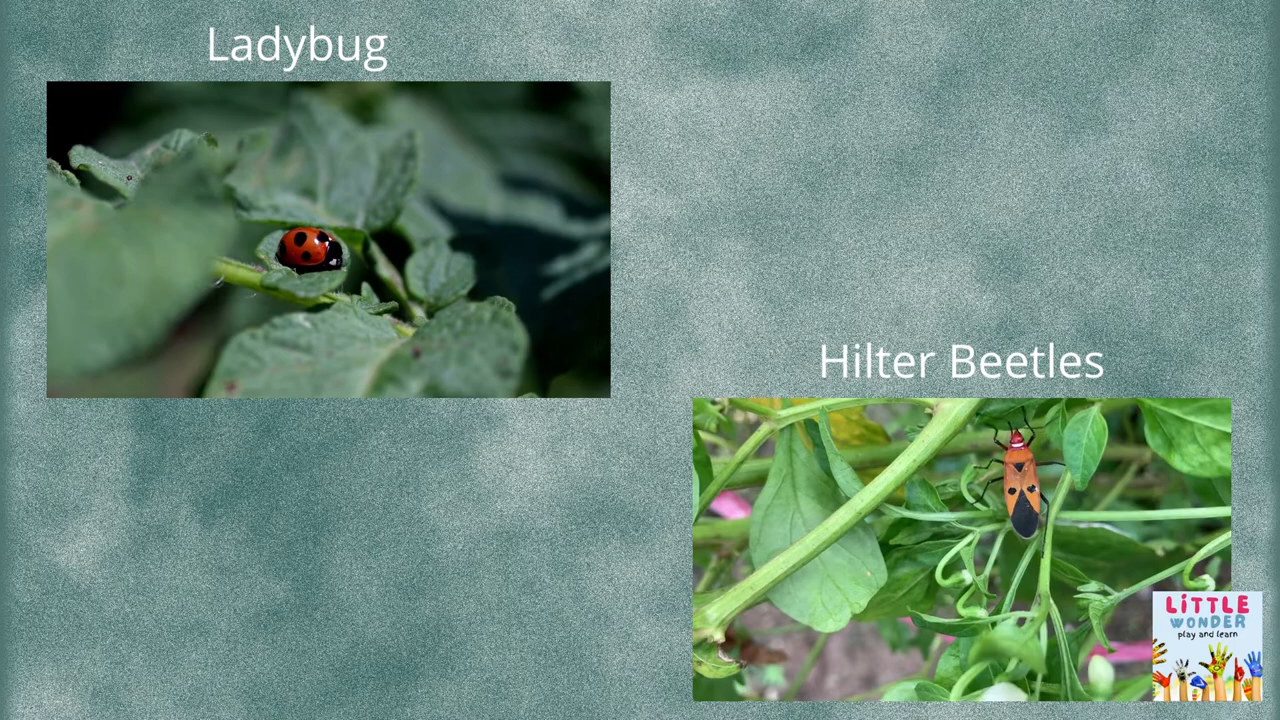 Ladybug
Hilter Beetles
LiTTLE
WONDER
play and learn